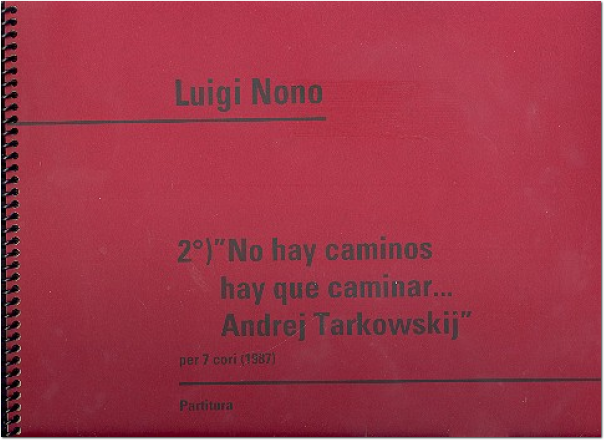 Luigi Nono
2°)"No hay caminos
hay que caminar...
Andrej Tarkowskij"
per 7 cori (1987)
Partitura